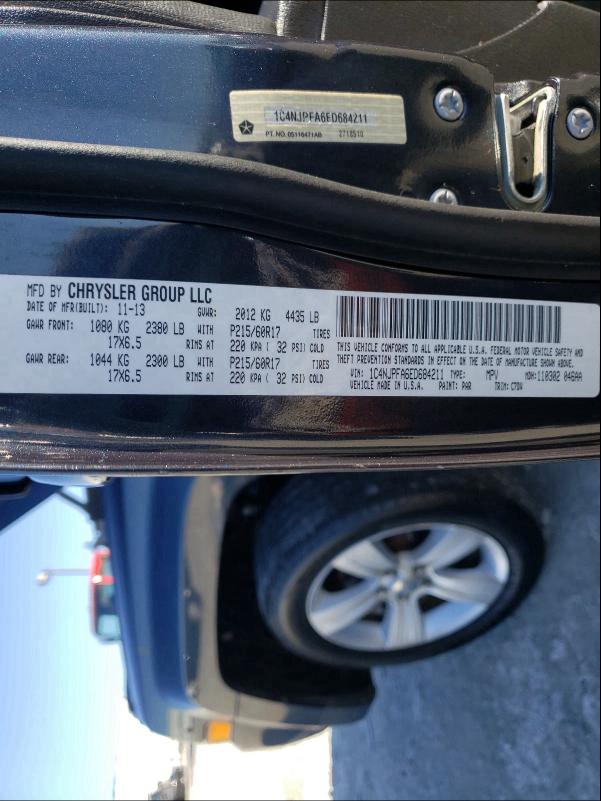 1C4NJPFA6ED684211
PT. NO. 05116471AB 2718510
MFD BY CHRYSLER GROUP LLC
DATE OF MFR(BUILT): 11-13 GVWR: 2012 KG 4435 LB
GAWR FRONT: 1080 KG 2380 LB WITH P215/60R17 TIRES
17X6.5 RIMS AT 220 KPA ( 32 PSI) COLD
GAWR REAR: 1044 KG 2300 LB WITH P215/60R17 TIRES
17X6.5 RIMS AT 220 KPA ( 32 PSI) COLD
THIS VEHICLE CONFORMS TO ALL APPLICABLE U.S.A. FEDERAL MOTOR VEHICLE SAFETY AND
THEFT PREVENTION STANDARDS IN EFFECT ON THE DATE OF MANUFACTURE SHOWN ABOVE.
VIN: 1C4NJPFA6ED684211 TYPE: MPV MDH: 110302 046AA
VEHICLE MADE IN U.S.A. PAINT: PAR TRIM: